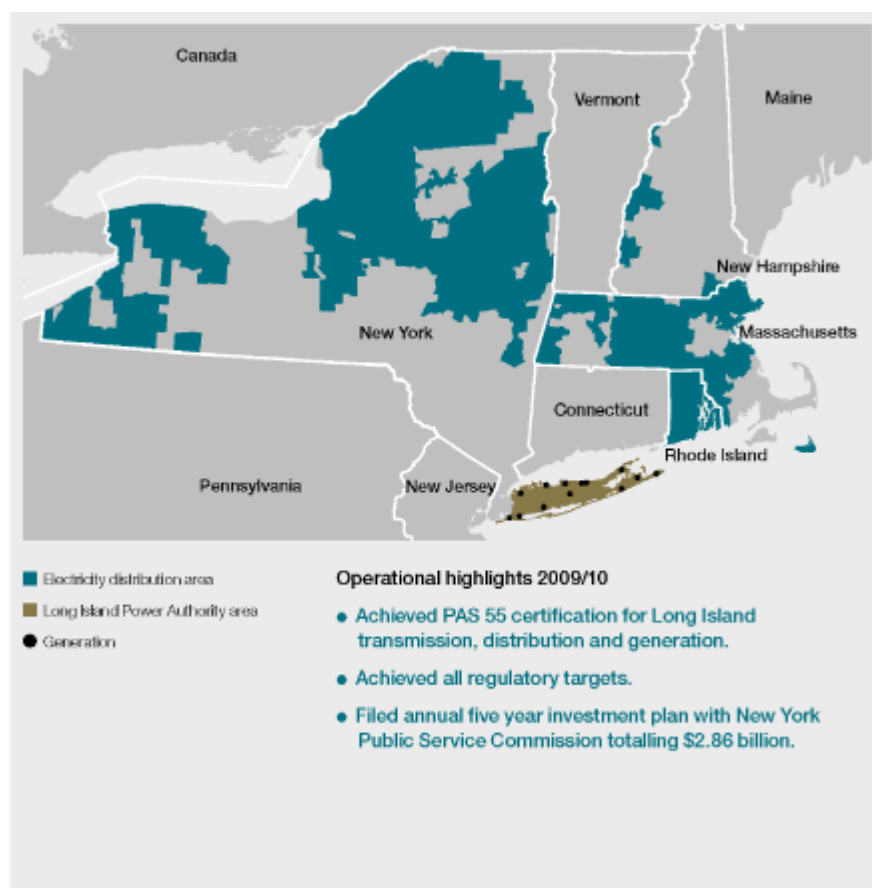 Canada
Vermont
Maine
New Hampshire
New York
Massachusetts
Connecticut
Rhode Island
Pennsylvania
New Jersey
Electricity distribution area
Long Island Power Authority area
Generation
Operational highlights 2009/10
● Achieved PAS 55 certification for Long Island
transmission, distribution and generation.
● Achieved all regulatory targets.
● Filed annual five year investment plan with New York
Public Service Commission totalling $2.86 billion.